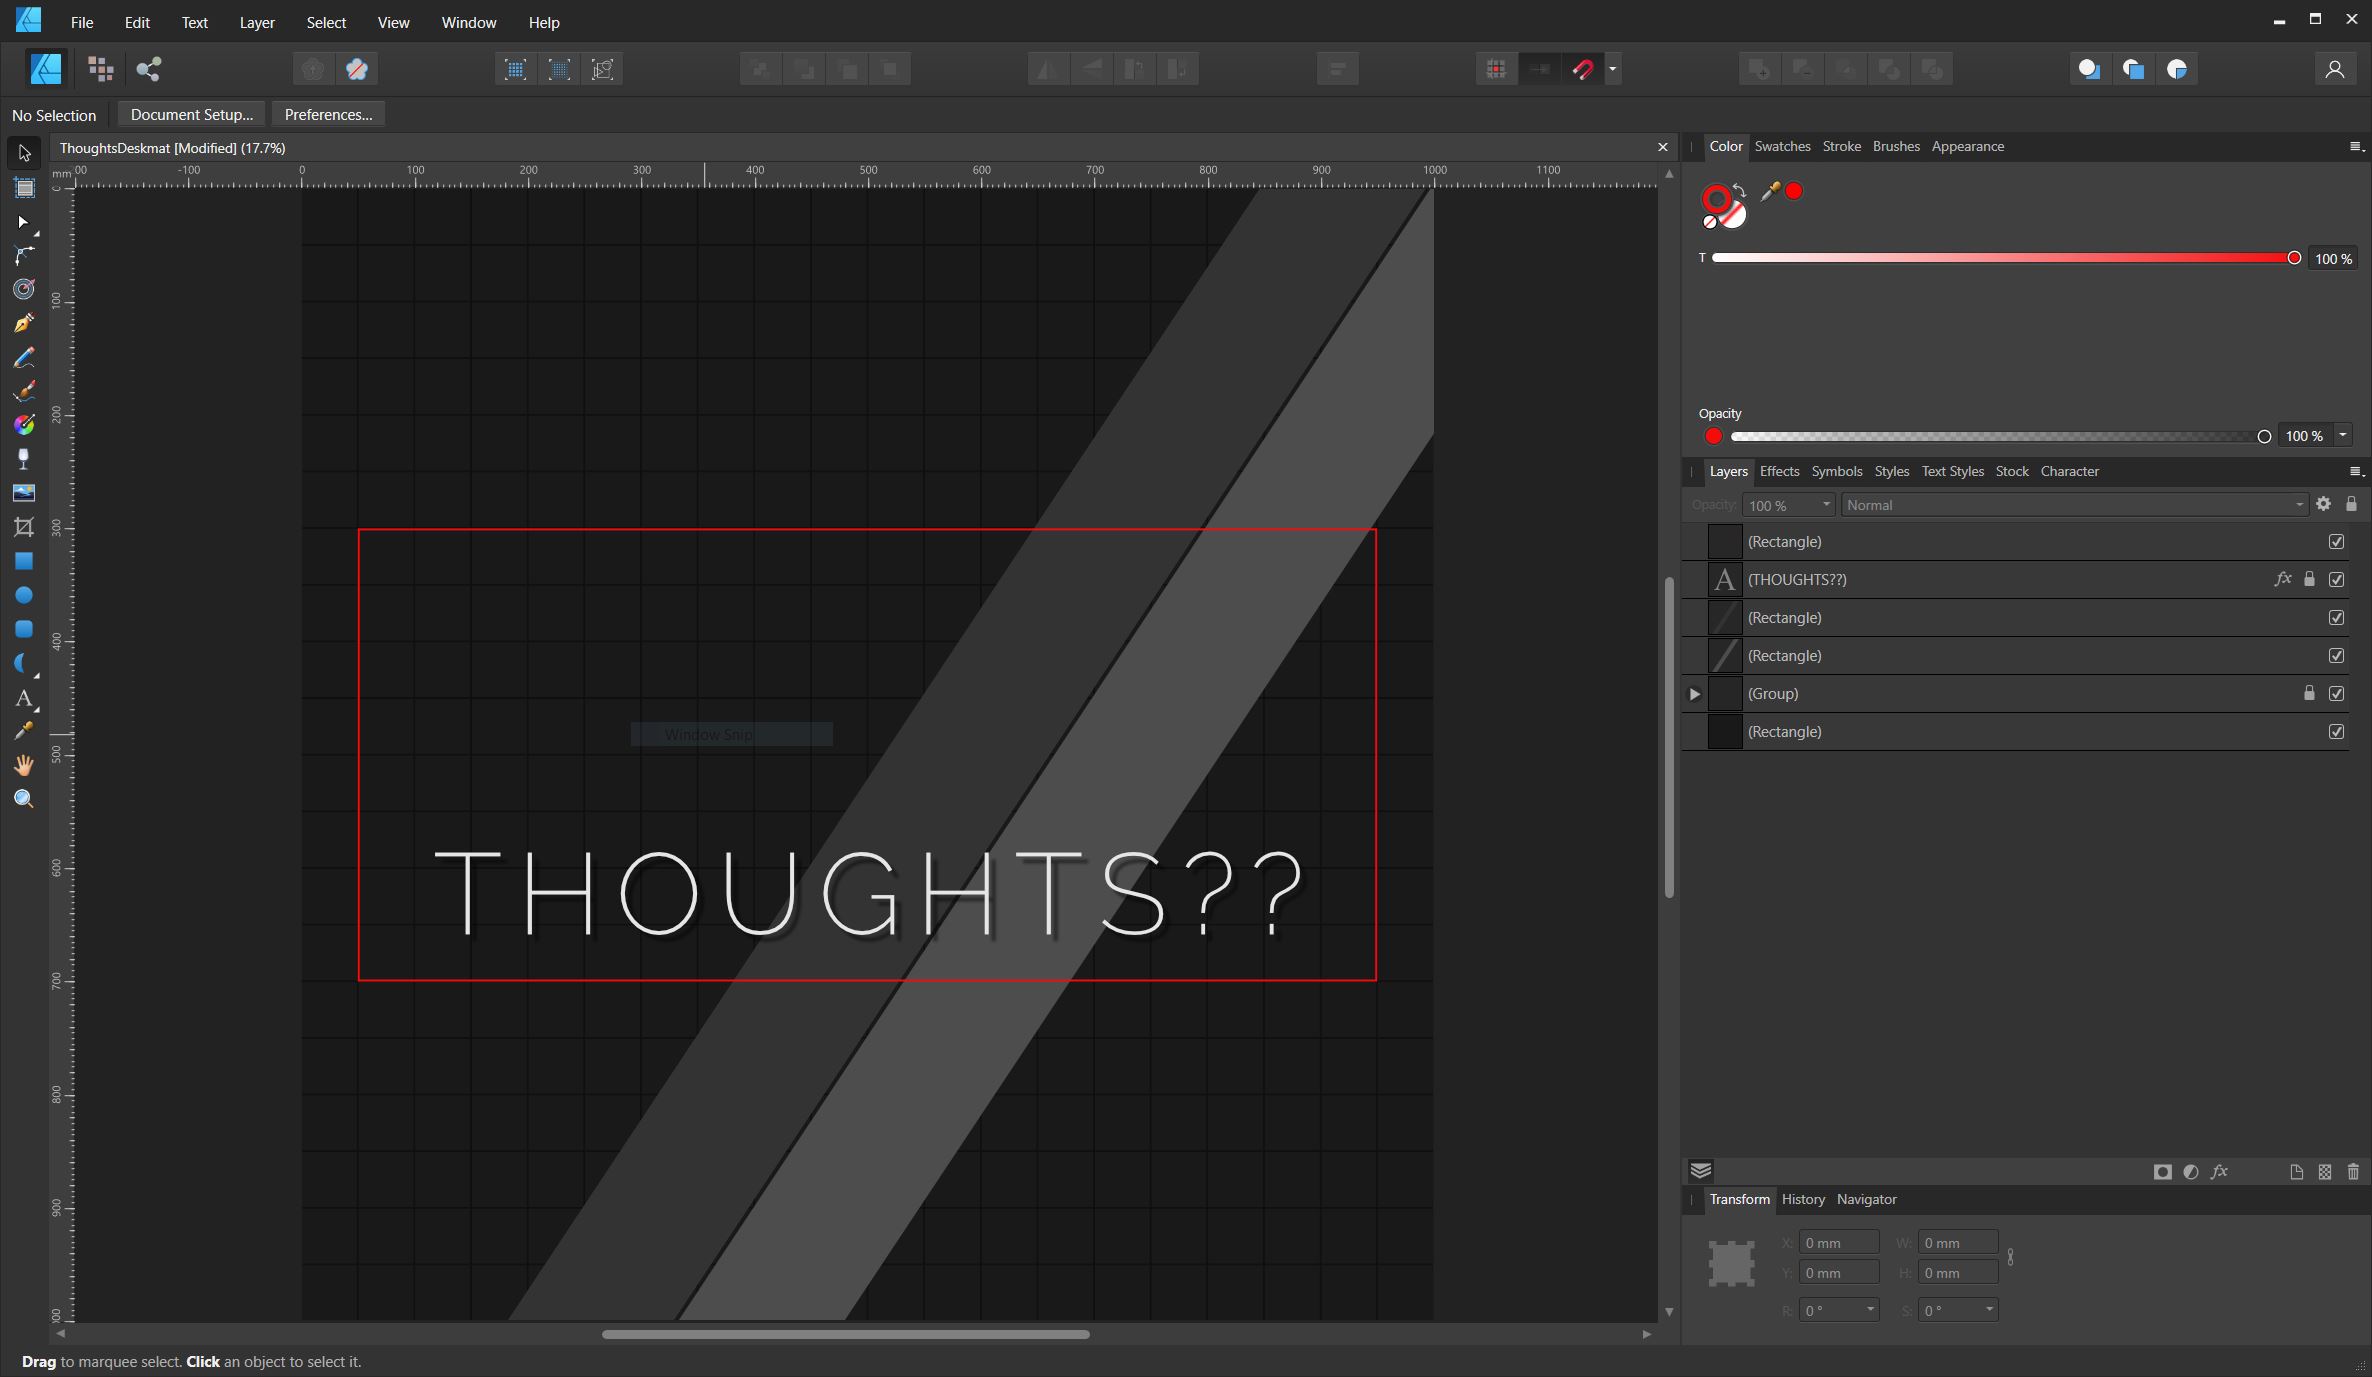 File Edit Text Layer Select View Window Help
No Selection Document Setup... Preferences...
ThoughtsDeskmat [Modified] (17.7%)
mm 00 -100 0 100 200 300 400 500 600 700 800 900 1000 1100
0
100
200
300
400
500
600
700
800
900
Window Snip
THOUGHTS??
Color Swatches Stroke Brushes Appearance
T 100 %
Opacity
100 %
Layers Effects Symbols Styles Text Styles Stock Character
Opacity: 100 % Normal
(Rectangle)
A (THOUGHTS??) fx
(Rectangle)
(Rectangle)
(Group)
(Rectangle)
fx
Transform History Navigator
X: 0 mm W: 0 mm
Y: 0 mm H: 0 mm
R: 0 ° S: 0 °
Drag to marquee select. Click an object to select it.